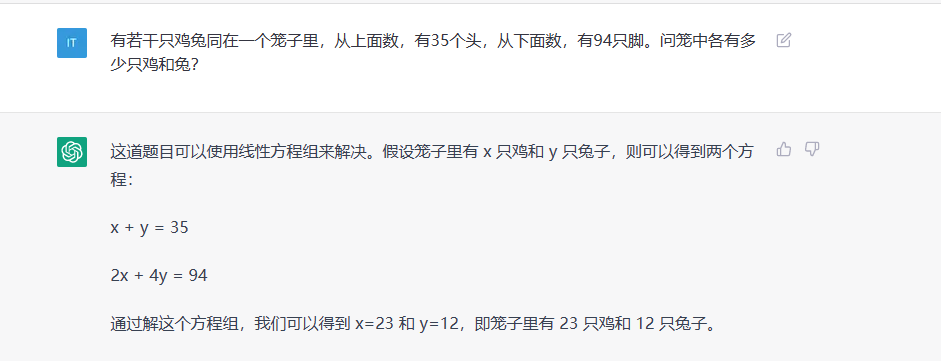 IT
有若干只鸡兔同在一个笼子里，从上面数，有35个头，从下面数，有94只脚。问笼中各有多
少只鸡和兔？
这道题目可以使用线性方程组来解决。假设笼子里有 x 只鸡和 y 只兔子，则可以得到两个方
程：
x + y = 35
2x + 4y = 94
通过解这个方程组，我们可以得到 x=23 和 y=12，即笼子里有 23 只鸡和 12 只兔子。